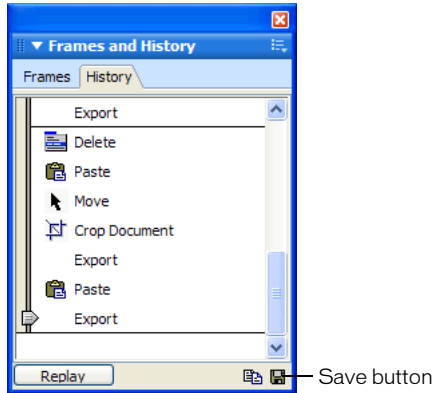 Frames and History
Frames History
Export
Delete
Paste
Move
Crop Document
Export
Paste
Export
Replay
Save button